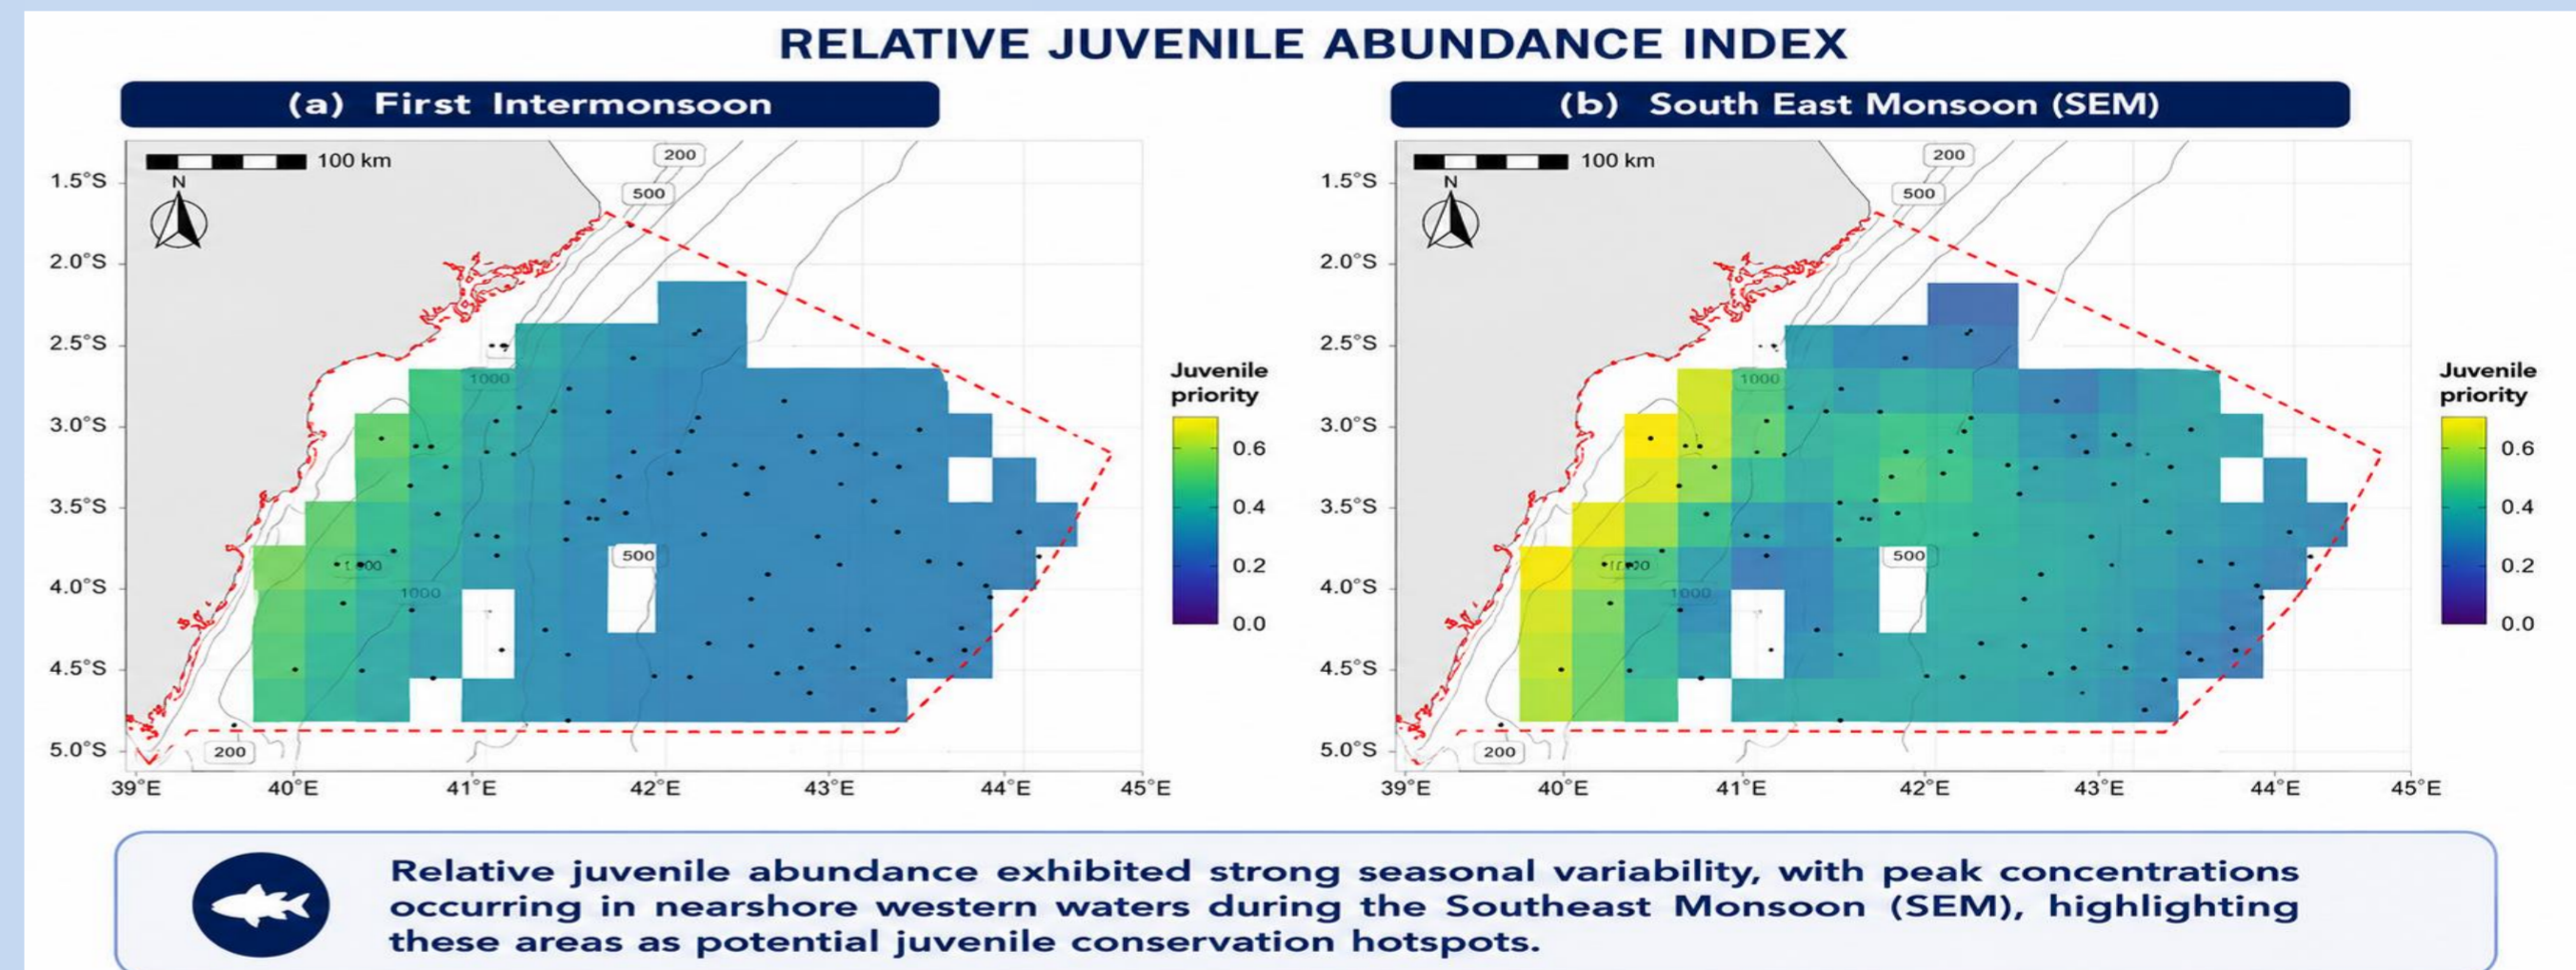 RELATIVE JUVENILE ABUNDANCE INDEX
(a) First Intermonsoon
100 km
N
200
500
1.5°S
2.0°S
2.5°S
3.0°S
3.5°S
4.0°S
4.5°S
5.0°S
1000
500
1000
200
39°E 40°E 41°E 42°E 43°E 44°E 45°E
Juvenile
priority
0.6
0.4
0.2
0.0
(b) South East Monsoon (SEM)
100 km
N
200
500
1.5°S
2.0°S
2.5°S
3.0°S
3.5°S
4.0°S
4.5°S
5.0°S
1000
500
1000
200
39°E 40°E 41°E 42°E 43°E 44°E 45°E
Juvenile
priority
0.6
0.4
0.2
0.0
Relative juvenile abundance exhibited strong seasonal variability, with peak concentrations
occurring in nearshore western waters during the Southeast Monsoon (SEM), highlighting
these areas as potential juvenile conservation hotspots.